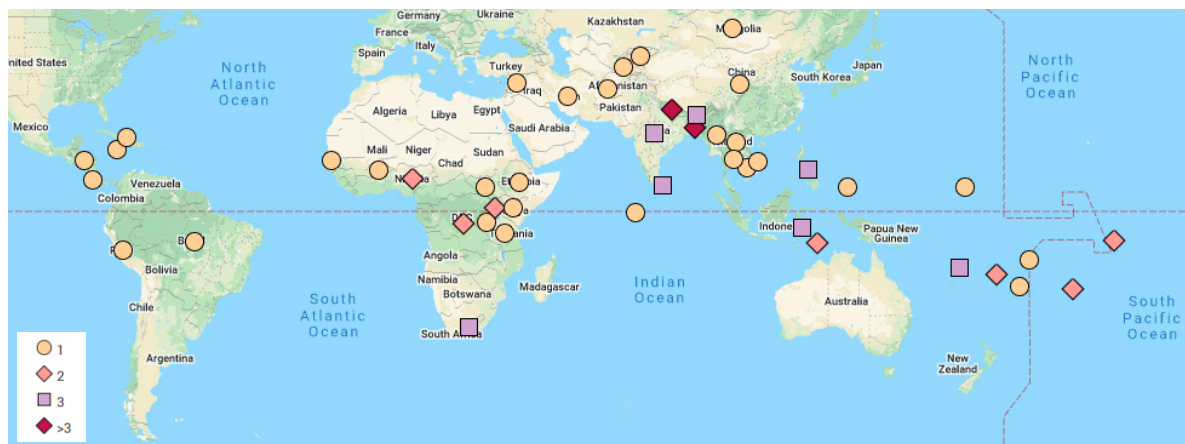 Germany
Ukraine
Kazakhstan
France
Italy
Spain
Turkey
South Korea
Japan
China
United States
North
Atlantic
Ocean
North
Pacific
Ocean
Iraq
Afghanistan
Pakistan
Algeria
Libya
Egypt
Saudi Arabia
Mexico
Mali
Niger
Chad
Sudan
Venezuela
Colombia
Papua New
Guinea
Angola
Bolivia
Namibia
Botswana
Madagascar
Indian
Ocean
Australia
Chile
South
Atlantic
Ocean
South
Pacific
Ocean
Argentina
New
Zealand
1
2
3
>3